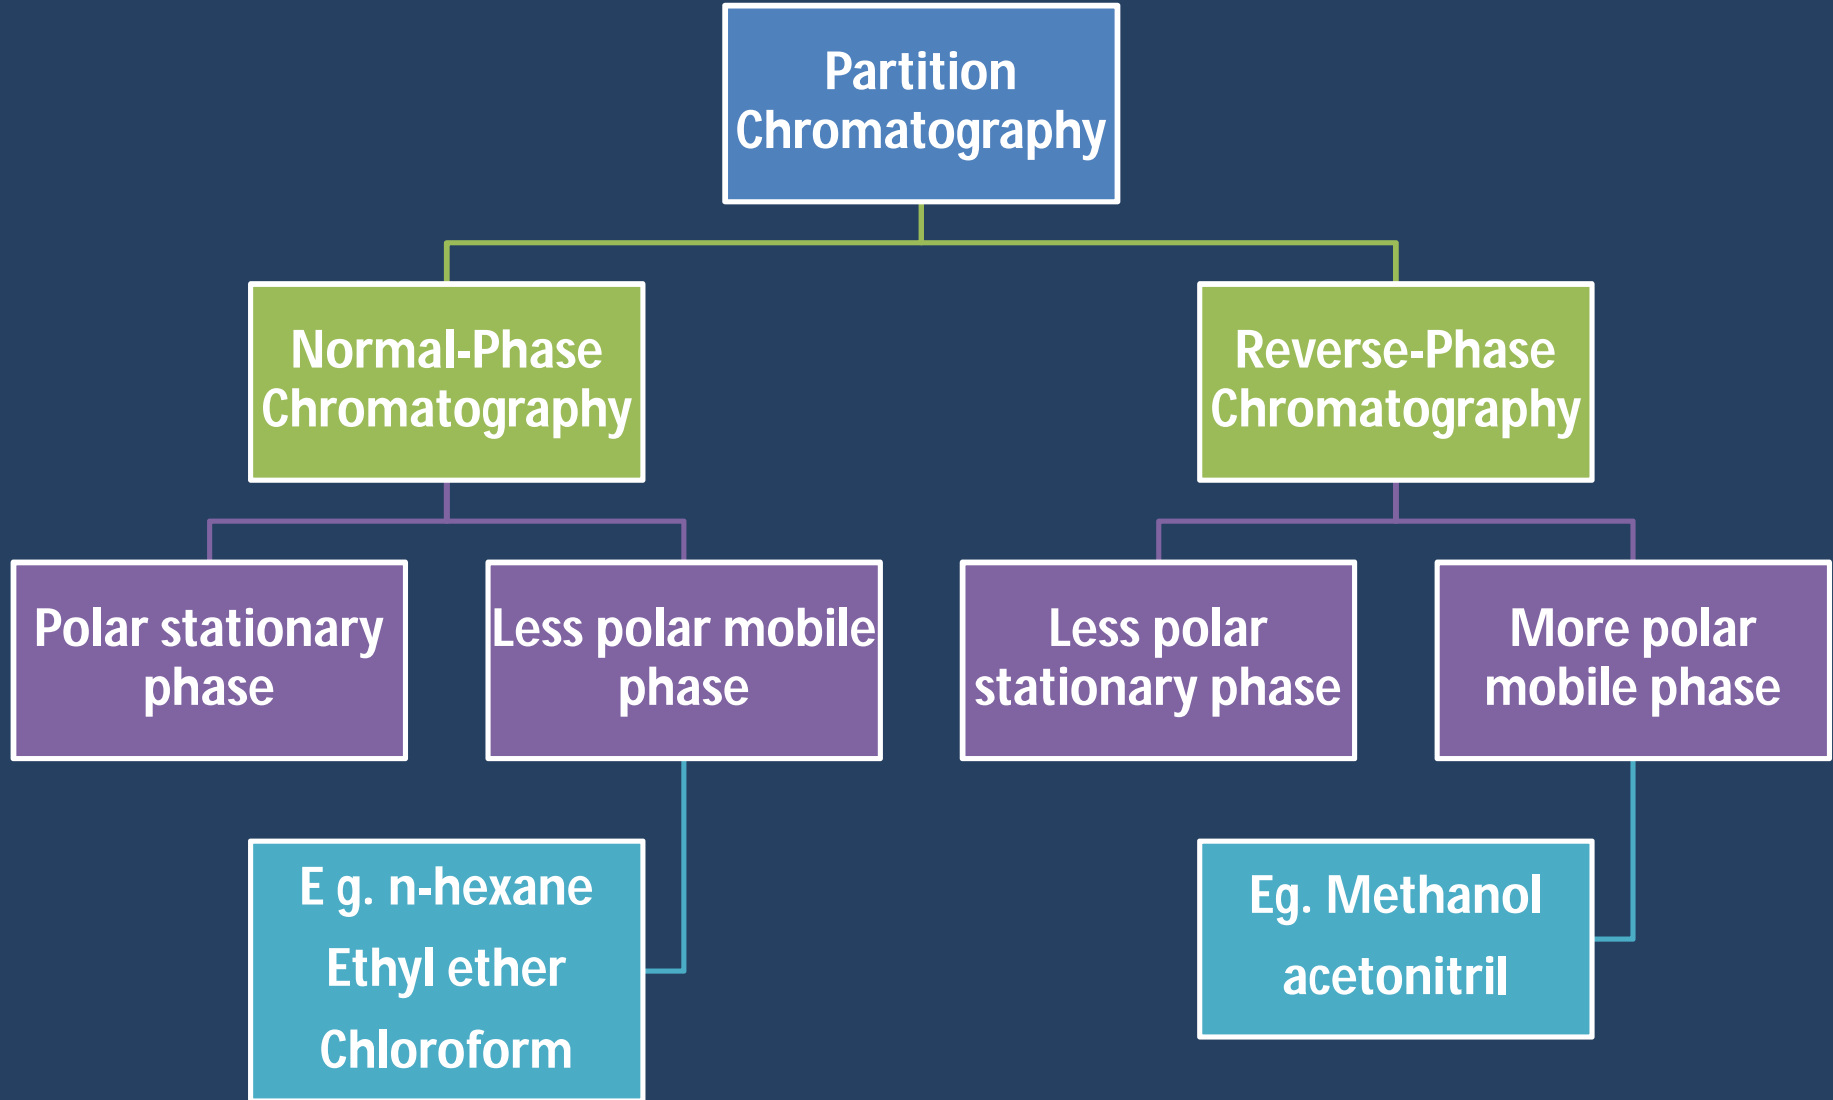 Partition
Chromatography
Normal-Phase
Chromatography
Reverse-Phase
Chromatography
Polar stationary
phase
Less polar mobile
phase
Less polar
stationary phase
More polar
mobile phase
E g. n-hexane
Ethyl ether
Chloroform
Eg. Methanol
acetonitril